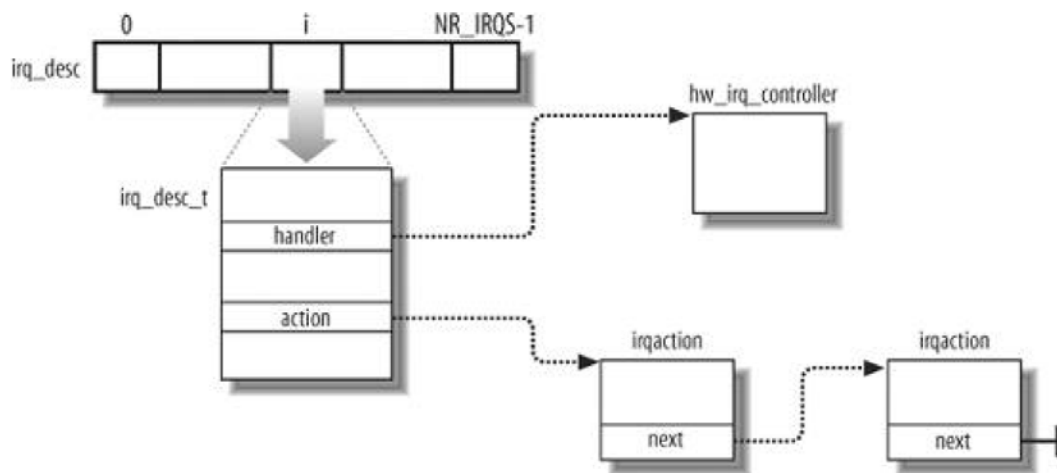 0 i NR_IRQS-1
irq_desc
hw_irq_controller
irq_desc_t
handler
action
irqaction irqaction
next next